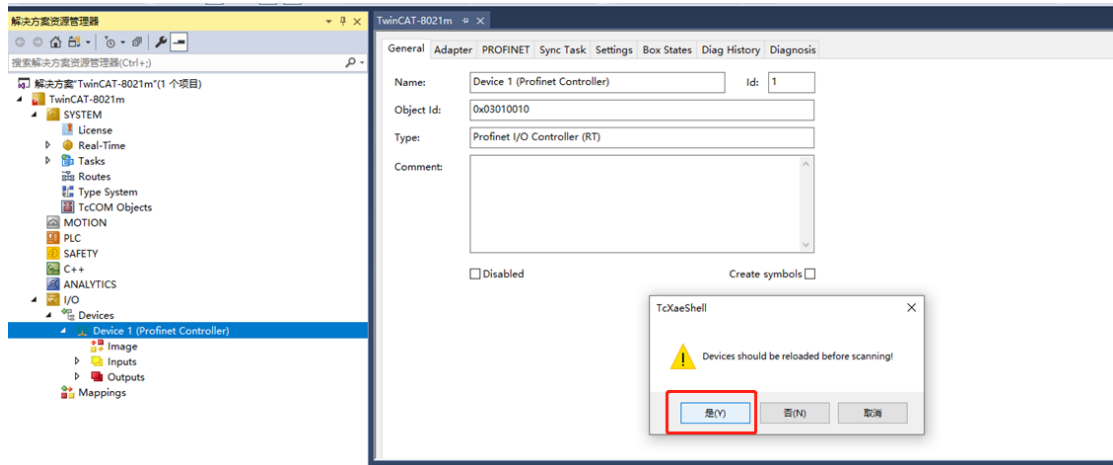 解决方案资源管理器
搜索解决方案资源管理器(Ctrl+;)
解决方案"TwinCAT-8021m"(1 个项目)
TwinCAT-8021m
SYSTEM
License
Real-Time
Tasks
Routes
Type System
TcCOM Objects
MOTION
PLC
SAFETY
C++
ANALYTICS
I/O
Devices
Device 1 (Profinet Controller)
Image
Inputs
Outputs
Mappings
TwinCAT-8021m
General Adapter PROFINET Sync Task Settings Box States Diag History Diagnosis
Name: Device 1 (Profinet Controller) Id: 1
Object Id: 0x03010010
Type: Profinet I/O Controller (RT)
Comment:
Disabled Create symbols
TcXaeShell
Devices should be reloaded before scanning!
是(Y) 否(N) 取消